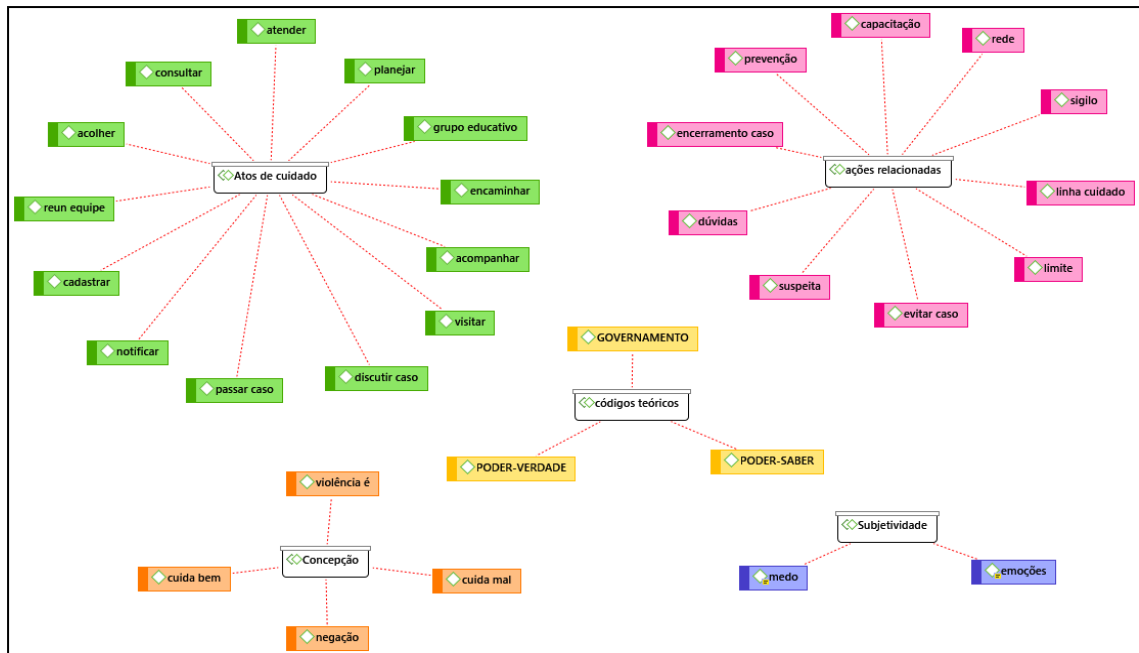 atender
consultar
planejar
acolher
grupo educativo
Atos de cuidado
encaminhar
reun equipe
acompanhar
cadastrar
visitar
notificar
discutir caso
passar caso
capacitação
rede
prevenção
sigilo
encerramento caso
ações relacionadas
linha cuidado
dúvidas
limite
suspeita
evitar caso
GOVERNAMENTO
códigos teóricos
PODER-VERDADE
PODER-SABER
violência é
Concepção
cuida bem
cuida mal
negação
Subjetividade
medo
emoções